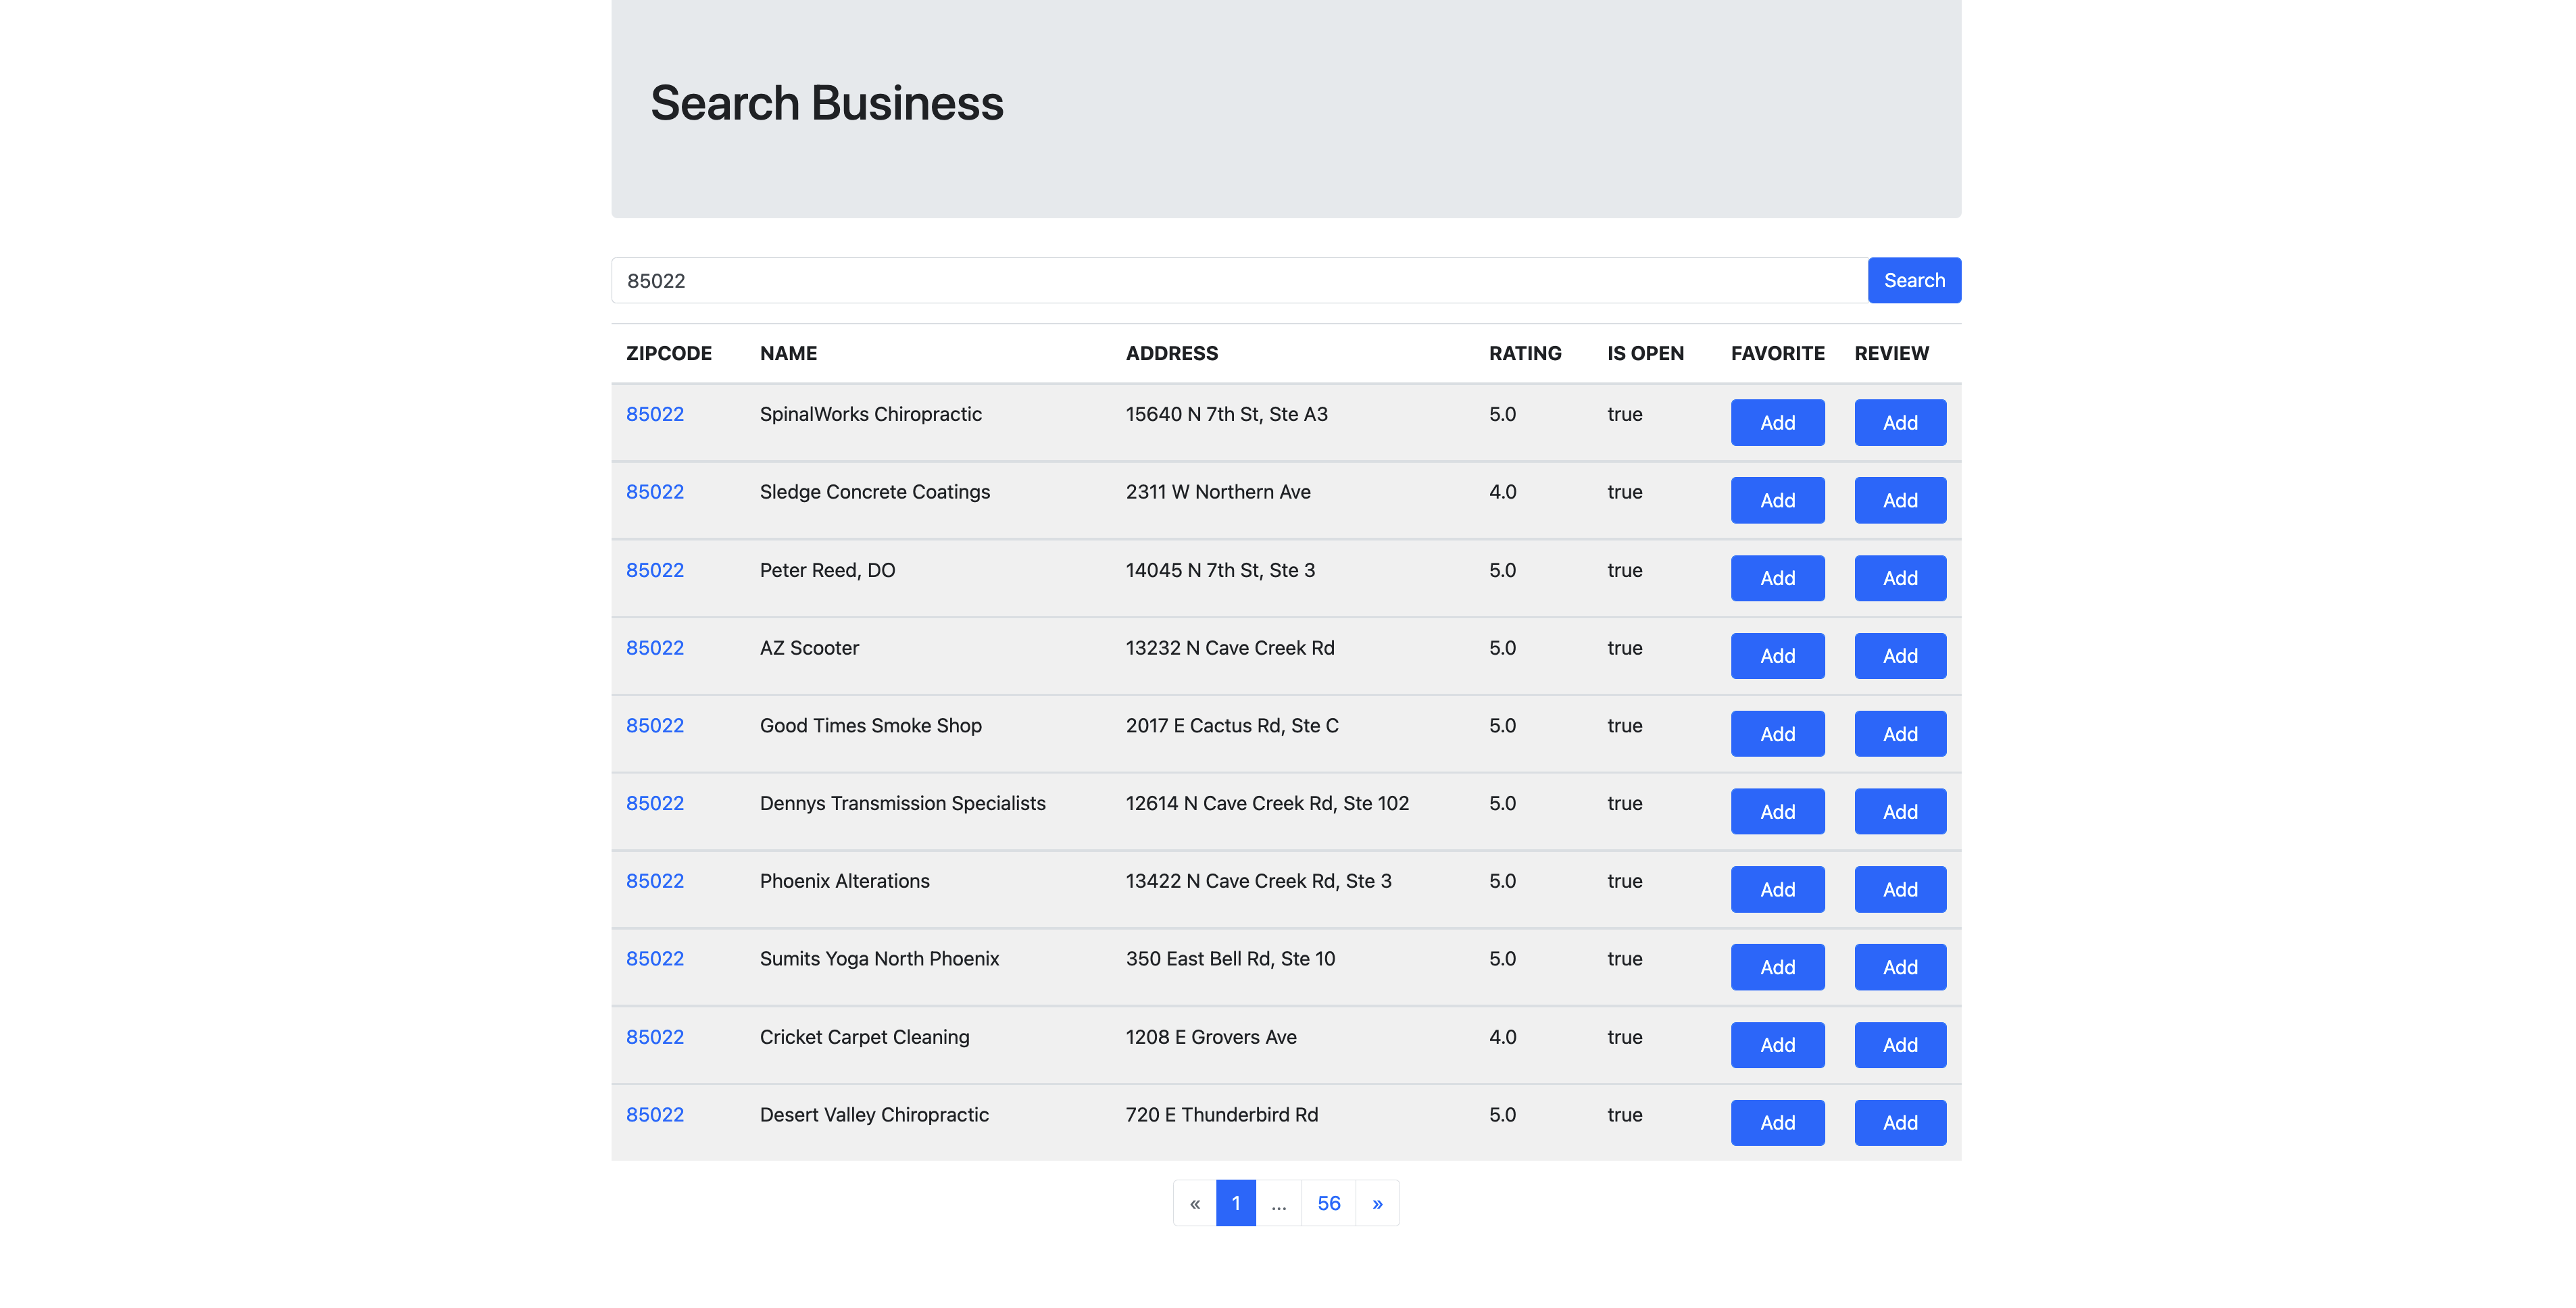 Search Business
85022 Search
ZIPCODE NAME ADDRESS RATING IS OPEN FAVORITE REVIEW
85022 SpinalWorks Chiropractic 15640 N 7th St, Ste A3 5.0 true Add Add
85022 Sledge Concrete Coatings 2311 W Northern Ave 4.0 true Add Add
85022 Peter Reed, DO 14045 N 7th St, Ste 3 5.0 true Add Add
85022 AZ Scooter 13232 N Cave Creek Rd 5.0 true Add Add
85022 Good Times Smoke Shop 2017 E Cactus Rd, Ste C 5.0 true Add Add
85022 Dennys Transmission Specialists 12614 N Cave Creek Rd, Ste 102 5.0 true Add Add
85022 Phoenix Alterations 13422 N Cave Creek Rd, Ste 3 5.0 true Add Add
85022 Sumits Yoga North Phoenix 350 East Bell Rd, Ste 10 5.0 true Add Add
85022 Cricket Carpet Cleaning 1208 E Grovers Ave 4.0 true Add Add
85022 Desert Valley Chiropractic 720 E Thunderbird Rd 5.0 true Add Add
« 1 ... 56 »